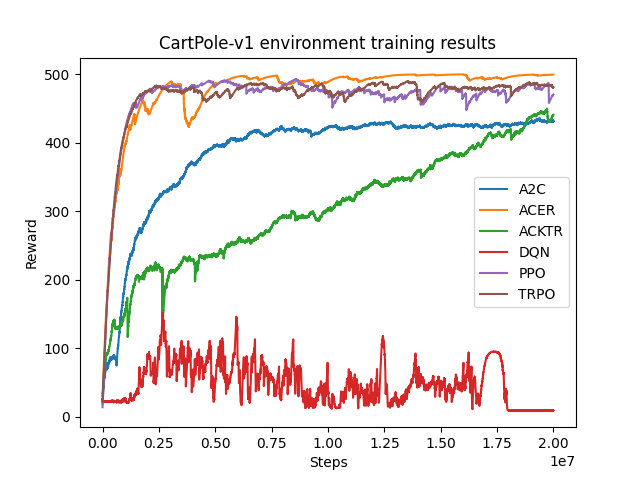 CartPole-v1 environment training results
500
400
300
200
100
0
Reward
A2C
ACER
ACKTR
DQN
PPO
TRPO
0.00 0.25 0.50 0.75 1.00 1.25 1.50 1.75 2.00
1e7
Steps